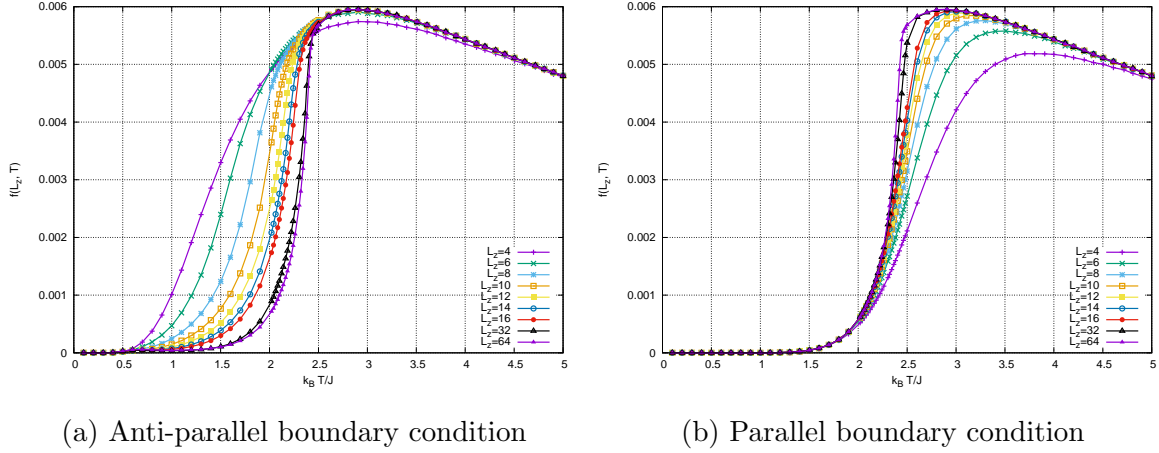 0.006
0.005
0.004
0.003
0.002
0.001
0
f(L_z, T)
L_z=4
L_z=6
L_z=8
L_z=10
L_z=12
L_z=14
L_z=16
L_z=32
L_z=64
0 0.5 1 1.5 2 2.5 3 3.5 4 4.5 5
k_B T/J
(a) Anti-parallel boundary condition
0.006
0.005
0.004
0.003
0.002
0.001
0
f(L_z, T)
L_z=4
L_z=6
L_z=8
L_z=10
L_z=12
L_z=14
L_z=16
L_z=32
L_z=64
0 0.5 1 1.5 2 2.5 3 3.5 4 4.5 5
k_B T/J
(b) Parallel boundary condition